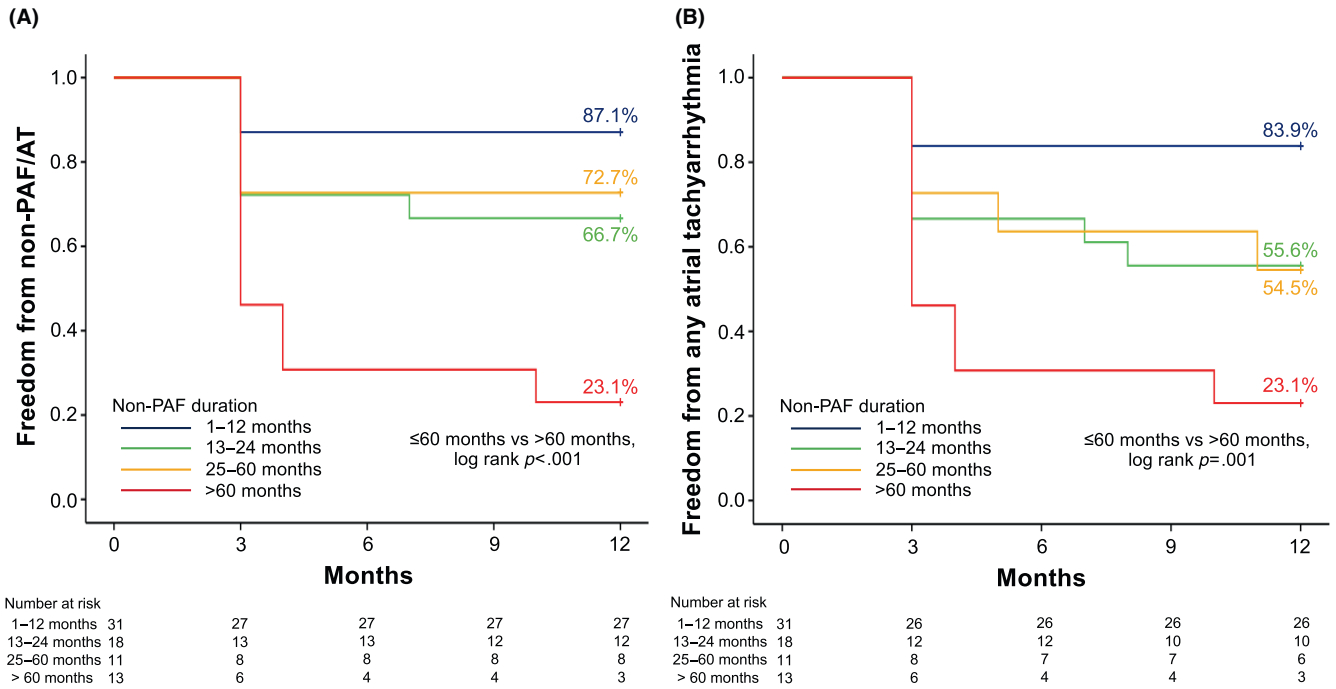 (A)
Freedom from non-PAF/AT
1.0
0.8
0.6
0.4
0.2
0.0
87.1%
72.7%
66.7%
23.1%
Non-PAF duration
1–12 months
13–24 months
25–60 months
>60 months
≤60 months vs >60 months,
log rank p<.001
0 3 6 9 12
Months
Number at risk
1–12 months 31 27 27 27 27
13–24 months 18 13 13 12 12
25–60 months 11 8 8 8 8
> 60 months 13 6 4 4 3
(B)
Freedom from any atrial tachyarrhythmia
1.0
0.8
0.6
0.4
0.2
0.0
83.9%
55.6%
54.5%
23.1%
Non-PAF duration
1–12 months
13–24 months
25–60 months
>60 months
≤60 months vs >60 months,
log rank p=.001
0 3 6 9 12
Months
Number at risk
1–12 months 31 26 26 26 26
13–24 months 18 12 12 10 10
25–60 months 11 8 7 7 6
> 60 months 13 6 4 4 3